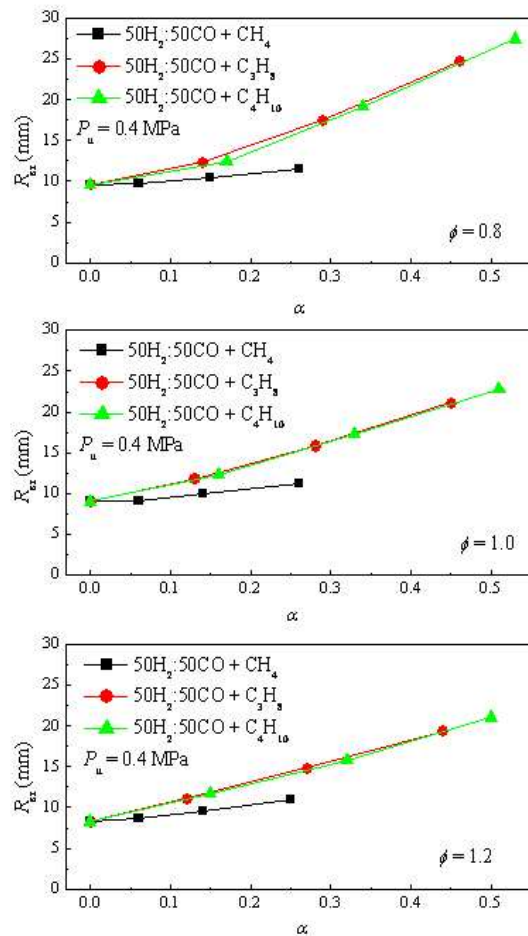 30
25
20
15
10
5
0
R_sr (mm)
50H₂:50CO + CH₄
50H₂:50CO + C₃H₈
50H₂:50CO + C₄H₁₀
Pᵤ = 0.4 MPa
ϕ = 0.8
0.0 0.1 0.2 0.3 0.4 0.5
α
30
25
20
15
10
5
0
R_sr (mm)
50H₂:50CO + CH₄
50H₂:50CO + C₃H₈
50H₂:50CO + C₄H₁₀
Pᵤ = 0.4 MPa
ϕ = 1.0
0.0 0.1 0.2 0.3 0.4 0.5
α
30
25
20
15
10
5
0
R_sr (mm)
50H₂:50CO + CH₄
50H₂:50CO + C₃H₈
50H₂:50CO + C₄H₁₀
Pᵤ = 0.4 MPa
ϕ = 1.2
0.0 0.1 0.2 0.3 0.4 0.5
α